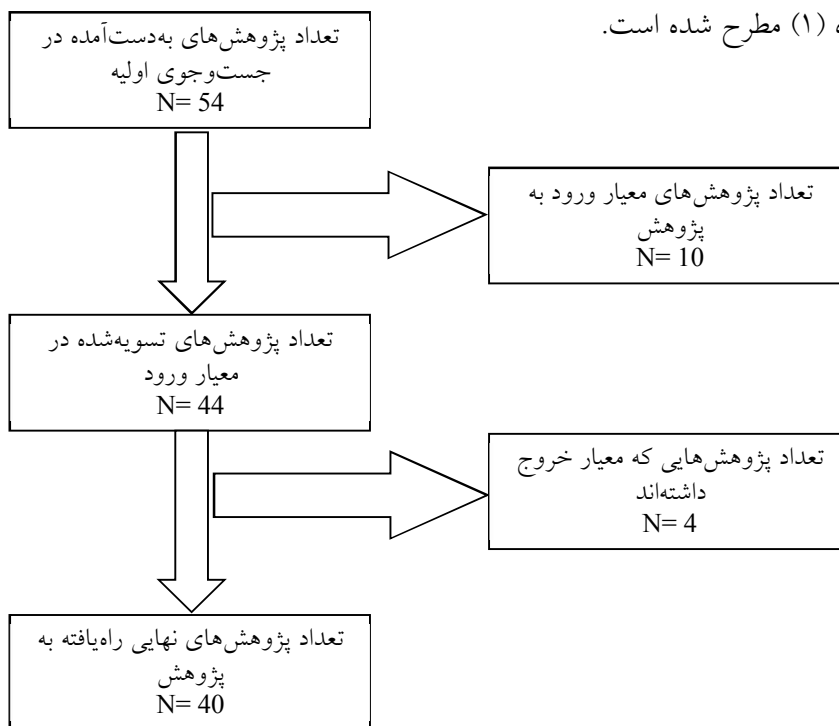 (۱) مطرح شده است.
تعداد پژوهش‌های به‌دست‌آمده در
جست‌وجوی اولیه
N= 54
تعداد پژوهش‌های معیار ورود به
پژوهش
N= 10
تعداد پژوهش‌های تسویه‌شده در
معیار ورود
N= 44
تعداد پژوهش‌هایی که معیار خروج
داشته‌اند
N= 4
تعداد پژوهش‌های نهایی راه‌یافته به
پژوهش
N= 40